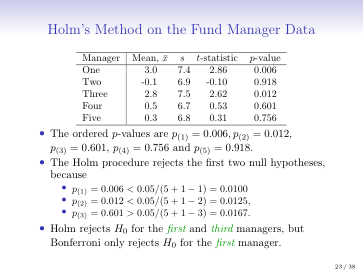 Holm's Method on the Fund Manager Data
Manager Mean, x̄ s t-statistic p-value
One 3.0 7.4 2.86 0.006
Two -0.1 6.9 -0.10 0.918
Three 2.8 7.5 2.62 0.012
Four 0.5 6.7 0.53 0.601
Five 0.3 6.8 0.31 0.756
• The ordered p-values are p(1) = 0.006, p(2) = 0.012,
p(3) = 0.601, p(4) = 0.756 and p(5) = 0.918.
• The Holm procedure rejects the first two null hypotheses,
because
• p(1) = 0.006 < 0.05/(5 + 1 − 1) = 0.0100
• p(2) = 0.012 < 0.05/(5 + 1 − 2) = 0.0125,
• p(3) = 0.601 > 0.05/(5 + 1 − 3) = 0.0167.
• Holm rejects H0 for the first and third managers, but
Bonferroni only rejects H0 for the first manager.
23 / 38